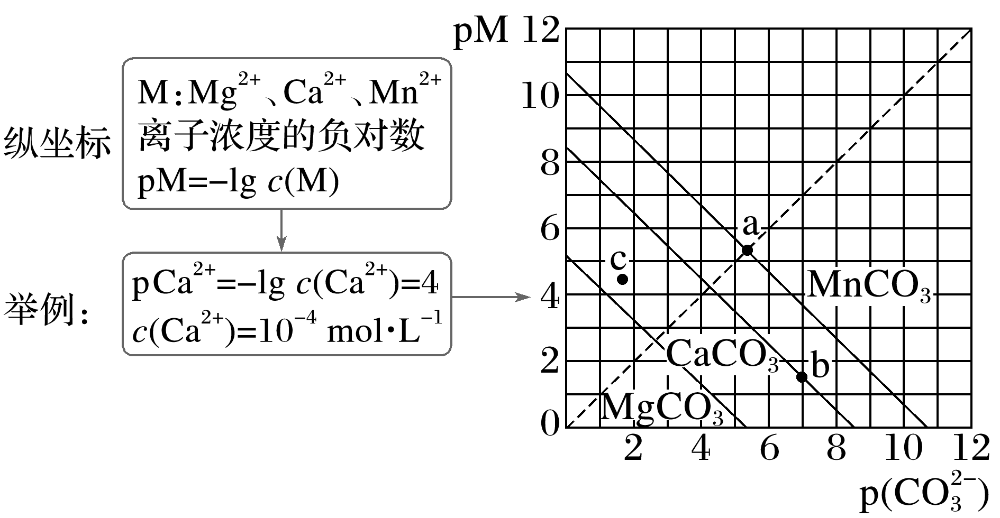 纵坐标
M:Mg²⁺、Ca²⁺、Mn²⁺
离子浓度的负对数
pM=−lg c(M)
举例:
pCa²⁺=−lg c(Ca²⁺)=4
c(Ca²⁺)=10⁻⁴ mol·L⁻¹
pM 12
10
8
6
4
2
0
a
c
b
MnCO₃
CaCO₃
MgCO₃
2 4 6 8 10 12
p(CO₃²⁻)